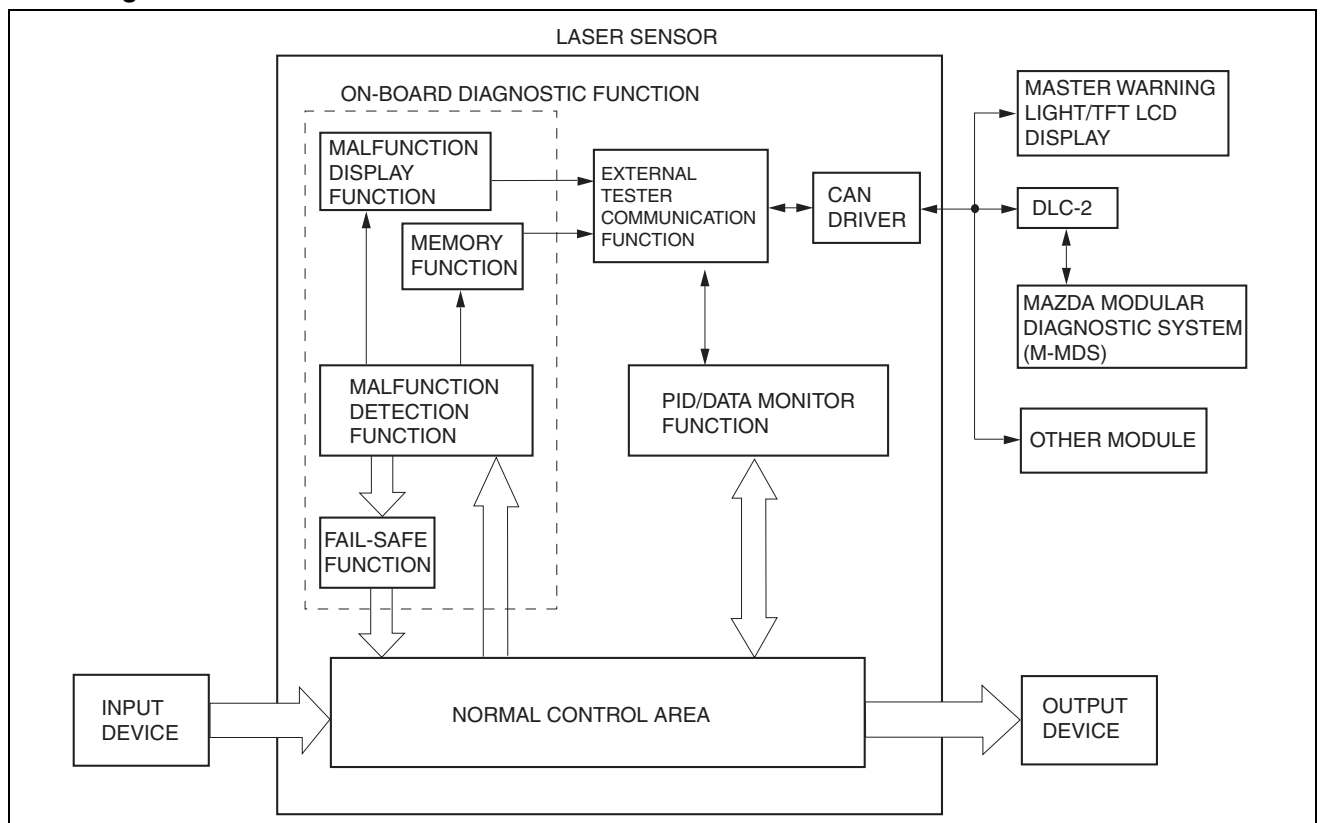 LASER SENSOR
ON-BOARD DIAGNOSTIC FUNCTION
MALFUNCTION
DISPLAY
FUNCTION
MEMORY
FUNCTION
EXTERNAL
TESTER
COMMUNICATION
FUNCTION
CAN
DRIVER
MASTER WARNING
LIGHT/TFT LCD
DISPLAY
DLC-2
MAZDA MODULAR
DIAGNOSTIC SYSTEM
(M-MDS)
MALFUNCTION
DETECTION
FUNCTION
PID/DATA MONITOR
FUNCTION
OTHER MODULE
FAIL-SAFE
FUNCTION
INPUT
DEVICE
NORMAL CONTROL AREA
OUTPUT
DEVICE